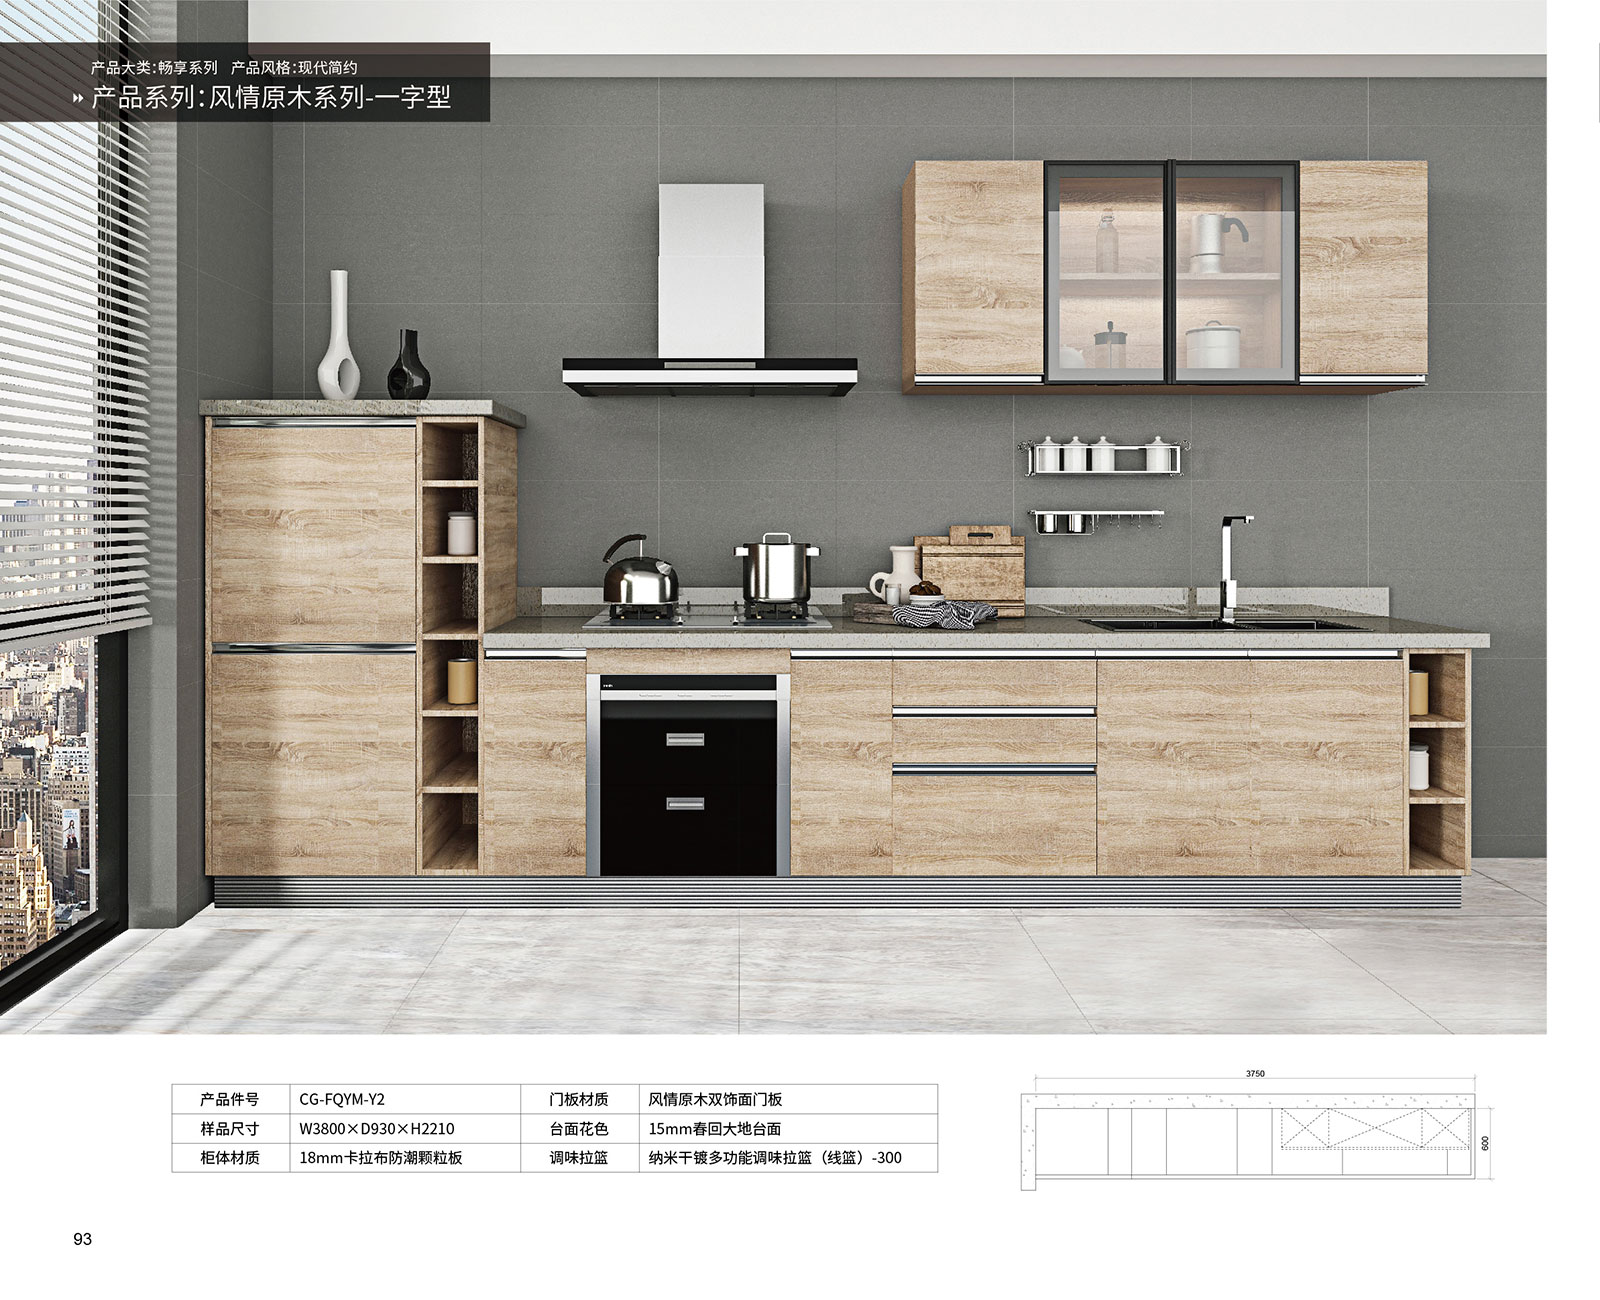 产品大类:畅享系列 产品风格:现代简约
产品系列:风情原木系列-一字型
产品件号 CG-FQYM-Y2 门板材质 风情原木双饰面门板
样品尺寸 W3800×D930×H2210 台面花色 15mm春回大地台面
柜体材质 18mm卡拉布防潮颗粒板 调味拉篮 纳米干镀多功能调味拉篮（线篮）-300
3750
600
93